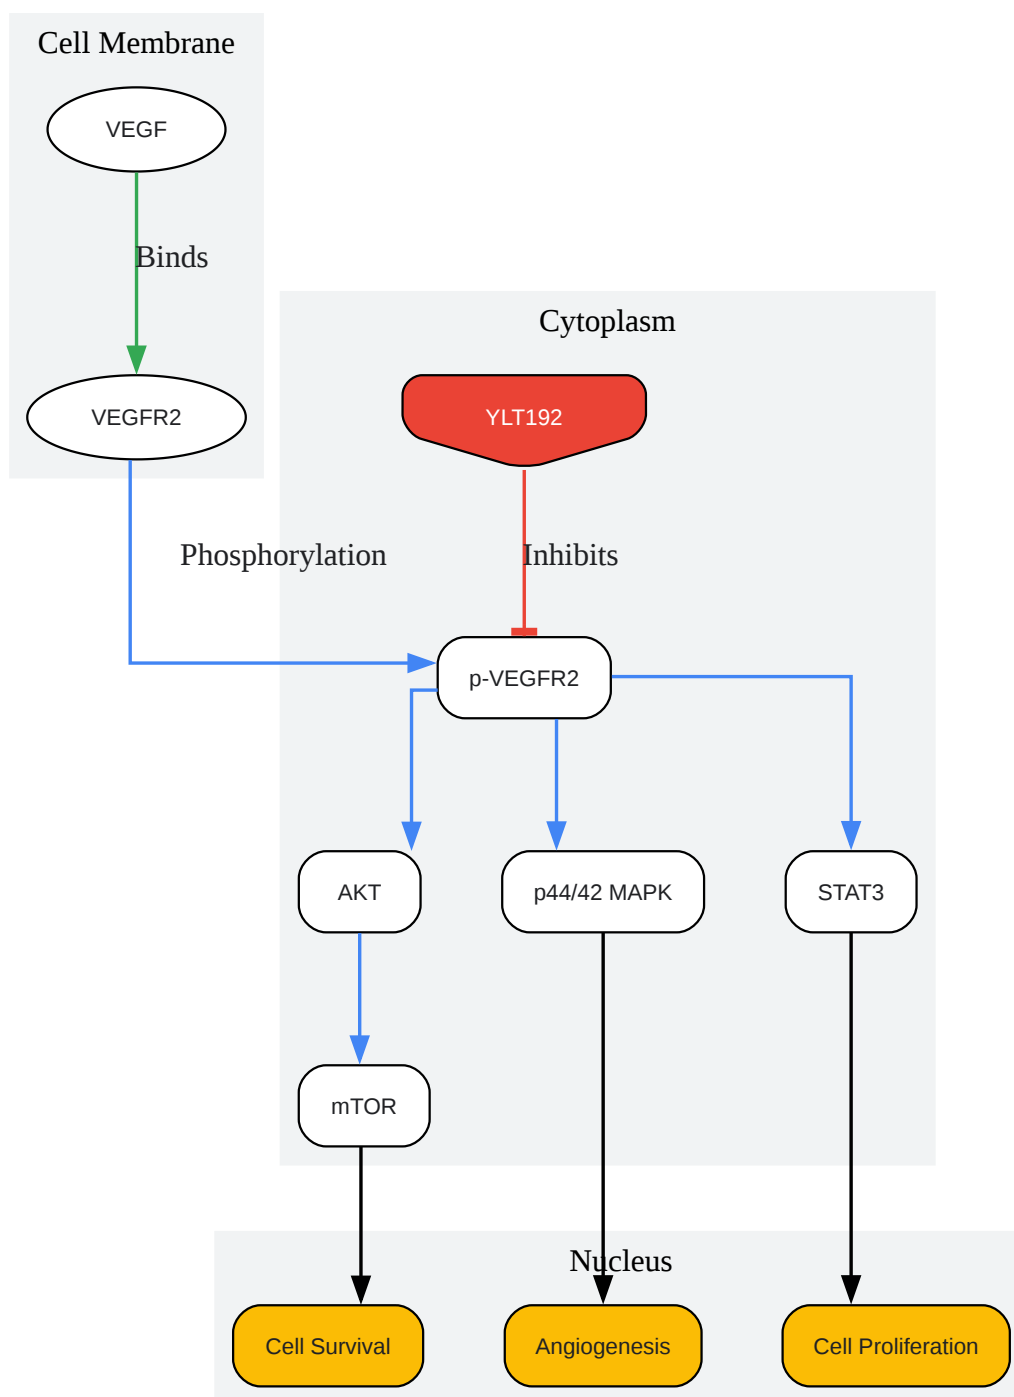 Cell Membrane
VEGF
Binds
Cytoplasm
VEGFR2
YLT192
Phosphorylation
Inhibits
p-VEGFR2
AKT
p44/42 MAPK
STAT3
mTOR
Nucleus
Cell Survival
Angiogenesis
Cell Proliferation